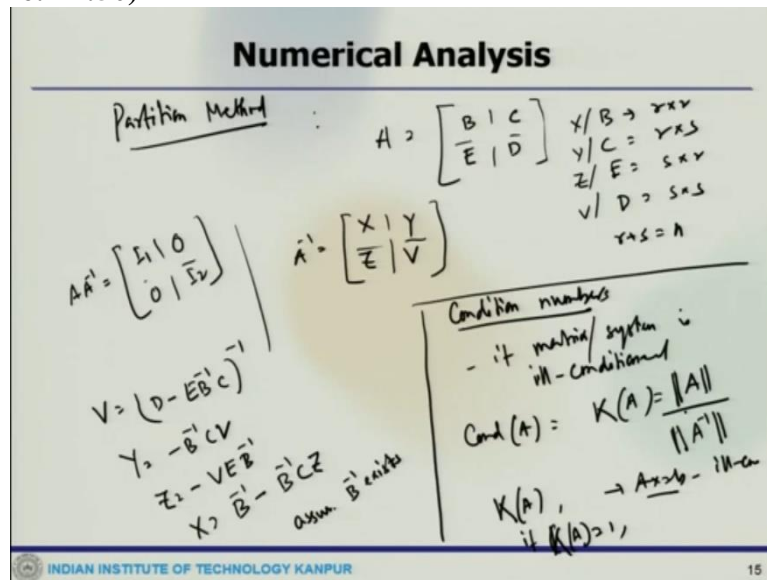 Numerical Analysis
Partition Method :
A = [ B | C
E | D ]
X/ B → r×r
Y/ C = r×s
Z/ E = s×r
V/ D = s×s
r+s = n
AA⁻¹ = [ I₁ | 0
0 | I₂ ]
A⁻¹ = [ X | Y
Z | V ]
V = (D - EB⁻¹C)⁻¹
Y = -B⁻¹CV
Z = -VEB⁻¹
X = B⁻¹ - B⁻¹CZ
assum. B⁻¹ exists
Condition numbers
- if matrix/system is
ill-conditioned
Cond (A) = K(A) = ||A|| / ||A⁻¹||
K(A), → Ax=b - ill-con
if K(A)=1,
INDIAN INSTITUTE OF TECHNOLOGY KANPUR
15